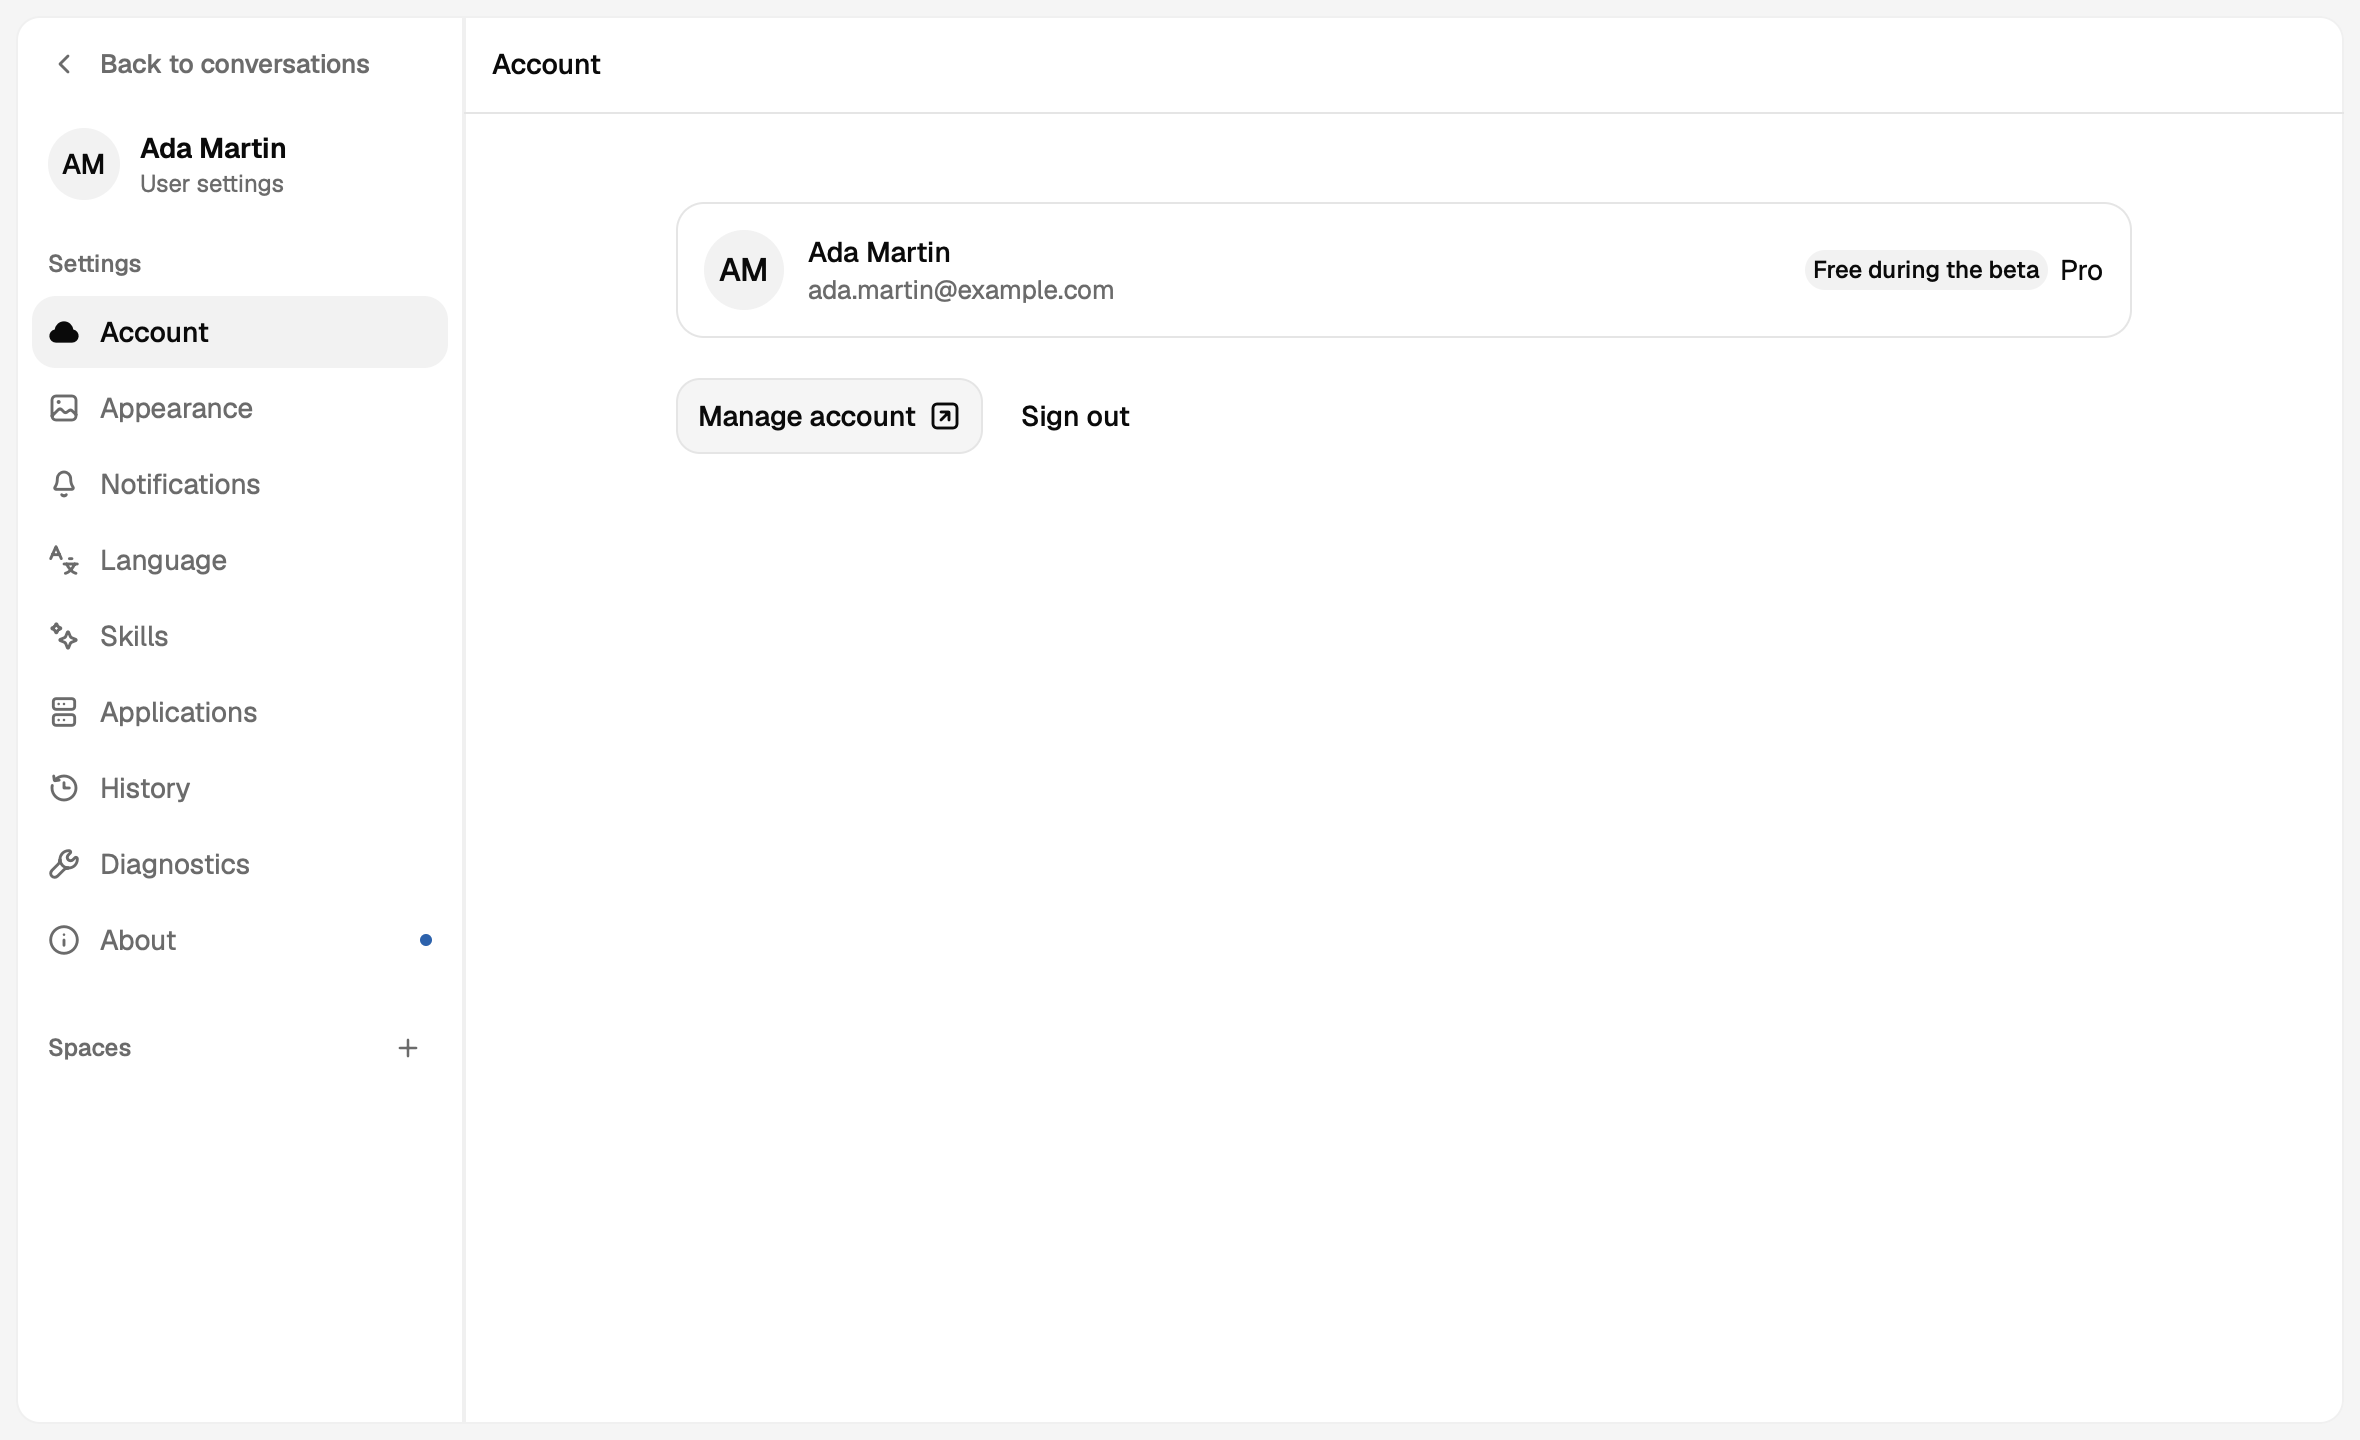 Back to conversations
AM
Ada Martin
User settings
Settings
Account
Appearance
Notifications
Language
Skills
Applications
History
Diagnostics
About
Spaces
Account
AM
Ada Martin
ada.martin@example.com
Free during the beta
Pro
Manage account
Sign out